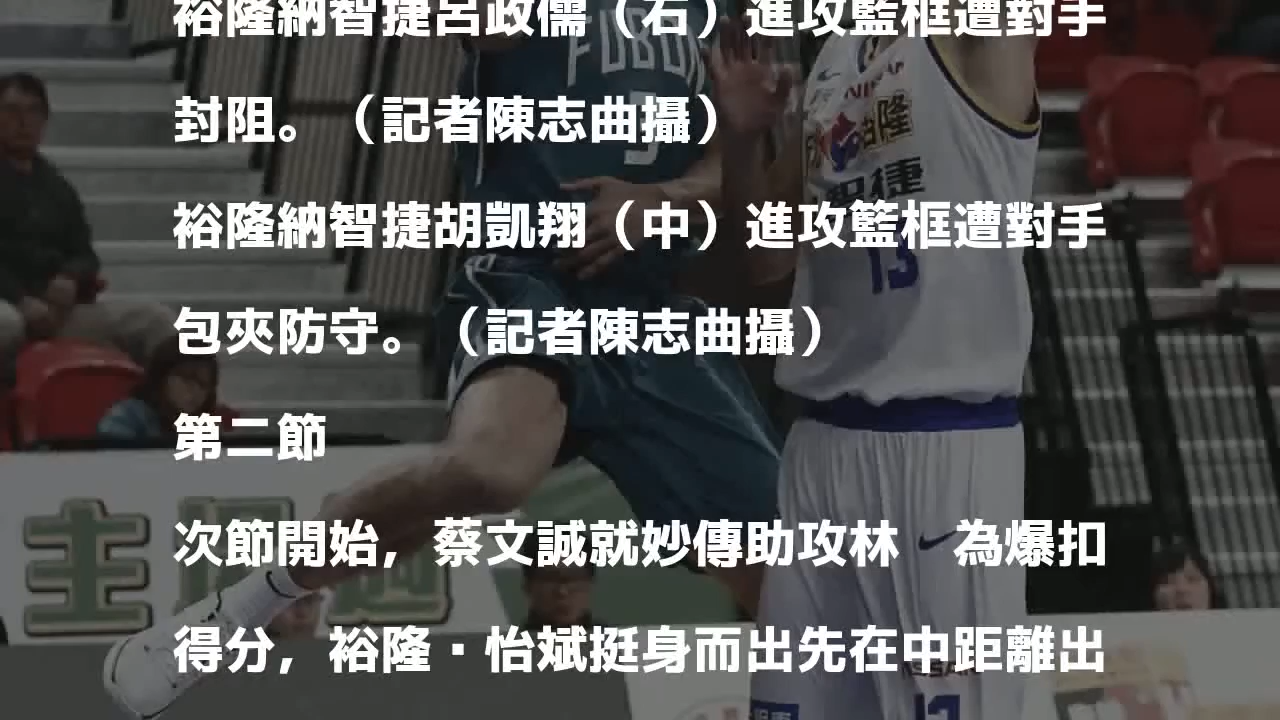 裕隆納智捷呂政儒（右）進攻籃框遭對手
封阻。（記者陳志曲攝）
裕隆納智捷胡凱翔（中）進攻籃框遭對手
包夾防守。（記者陳志曲攝）
第二節
次節開始，蔡文誠就妙傳助攻林　為爆扣
得分，裕隆·怡斌挺身而出先在中距離出
FUBON
13
NISSAN
13